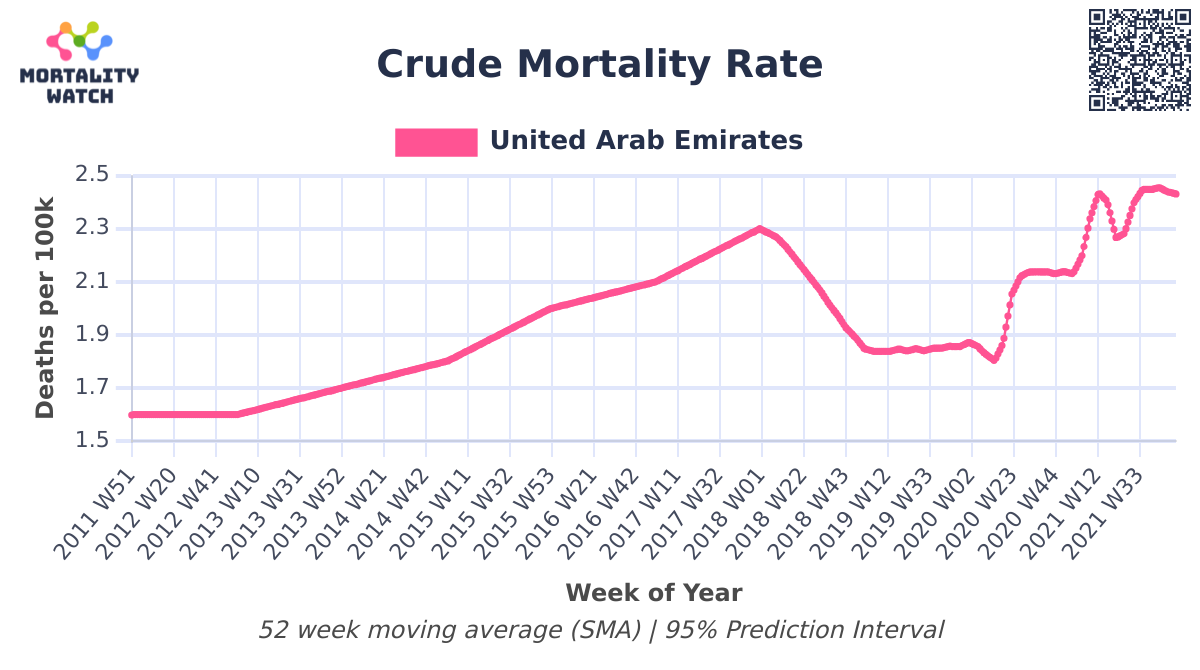 MORTALITY
WATCH
Crude Mortality Rate
United Arab Emirates
Deaths per 100k
2.5
2.3
2.1
1.9
1.7
1.5
2011 W51
2012 W20
2012 W41
2013 W10
2013 W31
2013 W52
2014 W21
2014 W42
2015 W11
2015 W32
2015 W53
2016 W21
2016 W42
2017 W11
2017 W32
2018 W01
2018 W22
2018 W43
2019 W12
2019 W33
2020 W02
2020 W23
2020 W44
2021 W12
2021 W33
Week of Year
52 week moving average (SMA) | 95% Prediction Interval